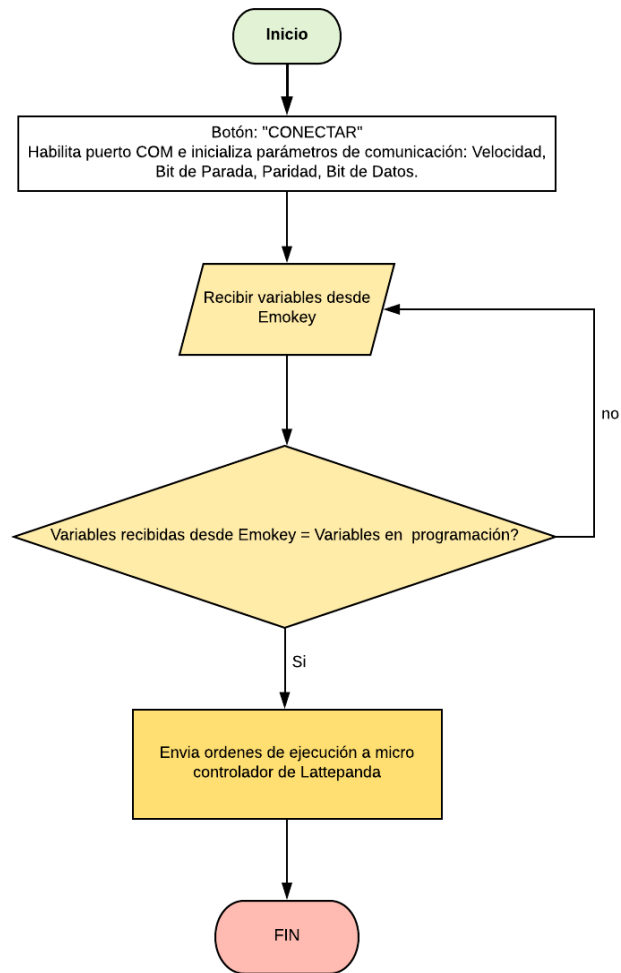 Inicio
Botón: "CONECTAR"
Habilita puerto COM e inicializa parámetros de comunicación: Velocidad,
Bit de Parada, Paridad, Bit de Datos.
Recibir variables desde
Emokey
no
Variables recibidas desde Emokey = Variables en programación?
Si
Envia ordenes de ejecución a micro
controlador de Lattepanda
FIN